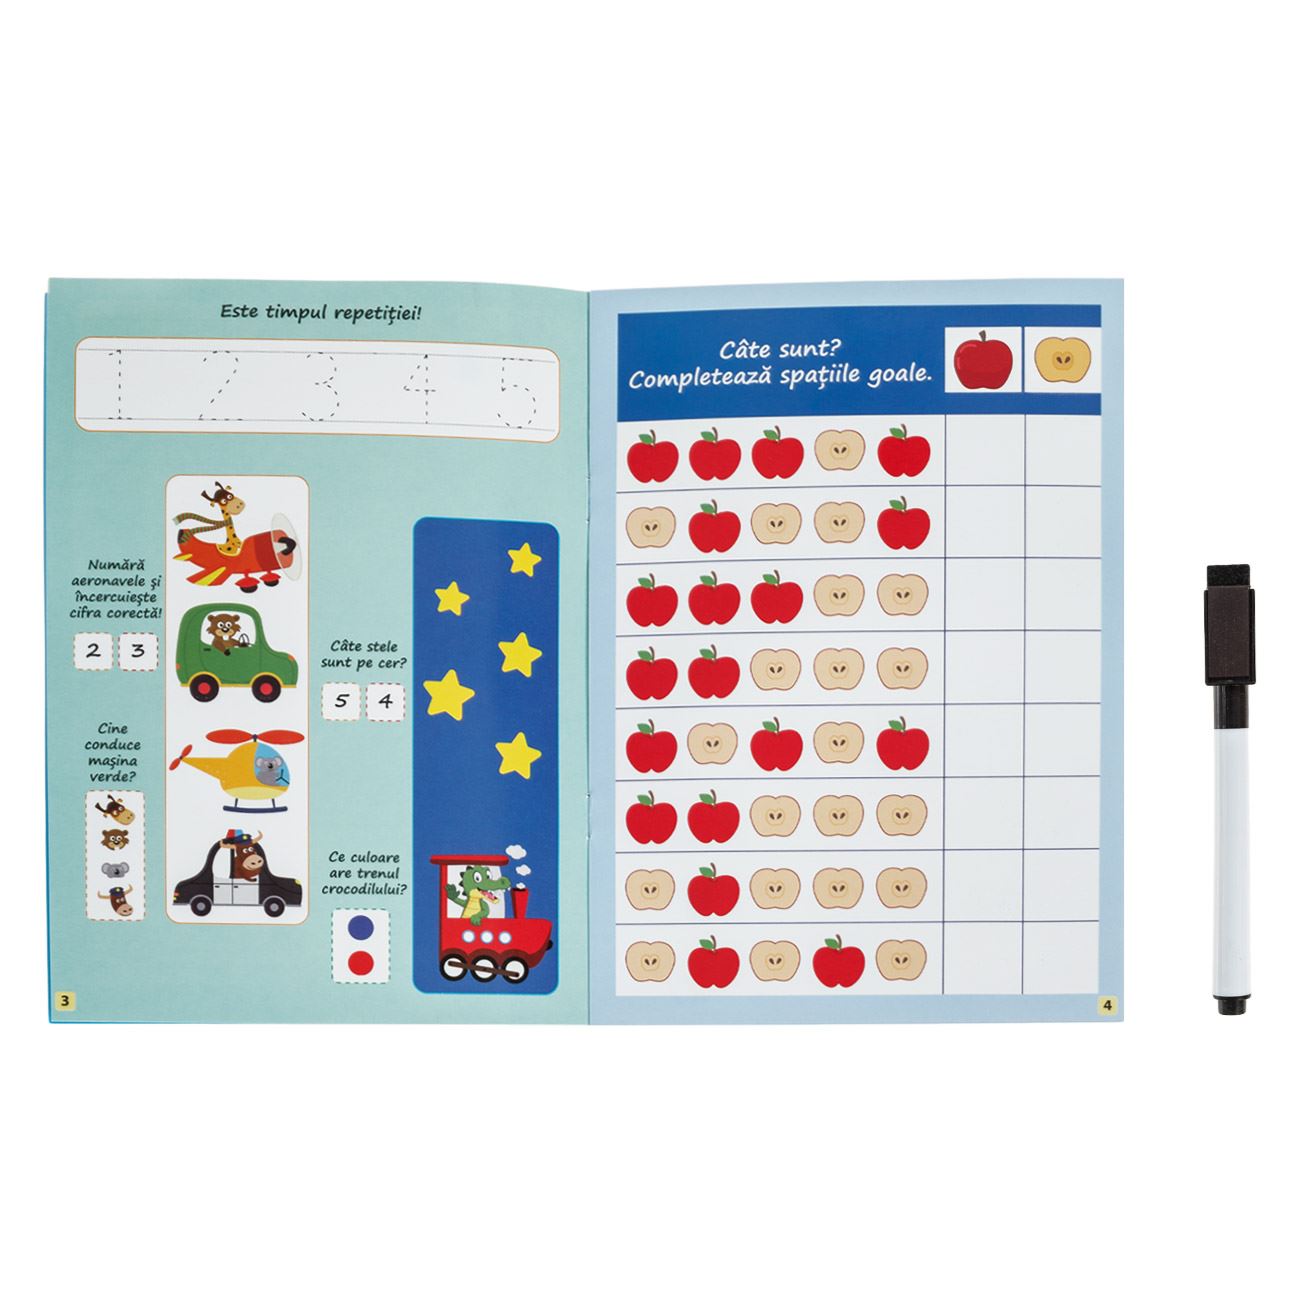 Este timpul repetiției!
1 2 3 4 5
Numără
aeronavele și
încercuiește
cifra corectă!
2 3
Cine
conduce
mașina
verde?
Câte stele
sunt pe cer?
5 4
Ce culoare
are trenul
crocodilului?
3
Câte sunt?
Completează spațiile goale.
4